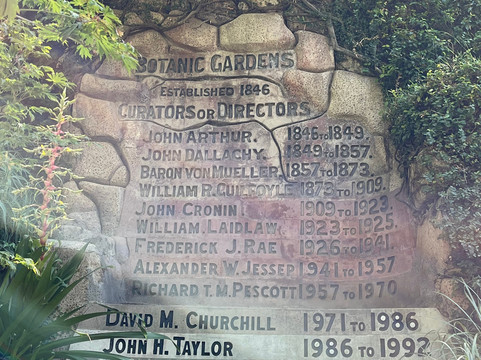 BOTANIC GARDENS
ESTABLISHED 1846
CURATORS OR DIRECTORS
JOHN ARTHUR. 1846 TO 1849.
JOHN DALLACHY. 1849 TO 1857.
BARON VON MUELLER. 1857 TO 1873.
WILLIAM R. GUILFOYLE 1873 TO 1909.
JOHN CRONIN 1909 TO 1923.
WILLIAM LAIDLAW 1923 TO 1925.
FREDERICK J. RAE 1926 TO 1941.
ALEXANDER W. JESSEP 1941 TO 1957
RICHARD T. M. PESCOTT 1957 TO 1970
DAVID M. CHURCHILL 1971 TO 1986
JOHN H. TAYLOR 1986 TO 1992